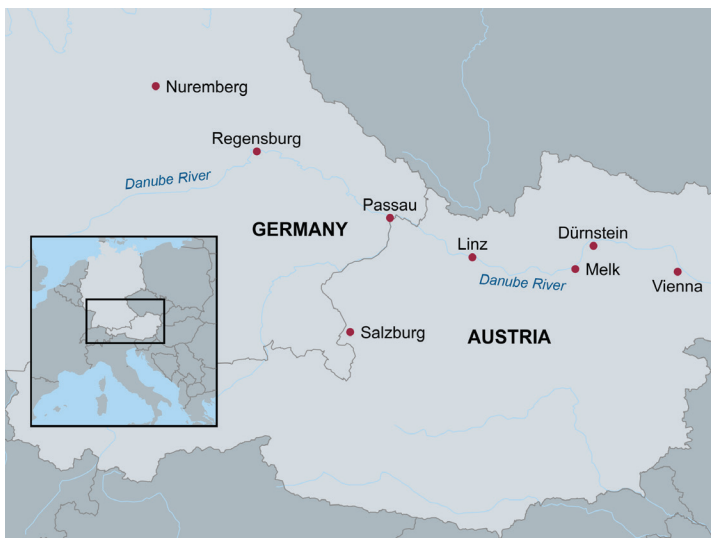 Nuremberg
Regensburg
Danube River
Passau
GERMANY
Dürnstein
Linz
Melk
Danube River
Vienna
Salzburg
AUSTRIA